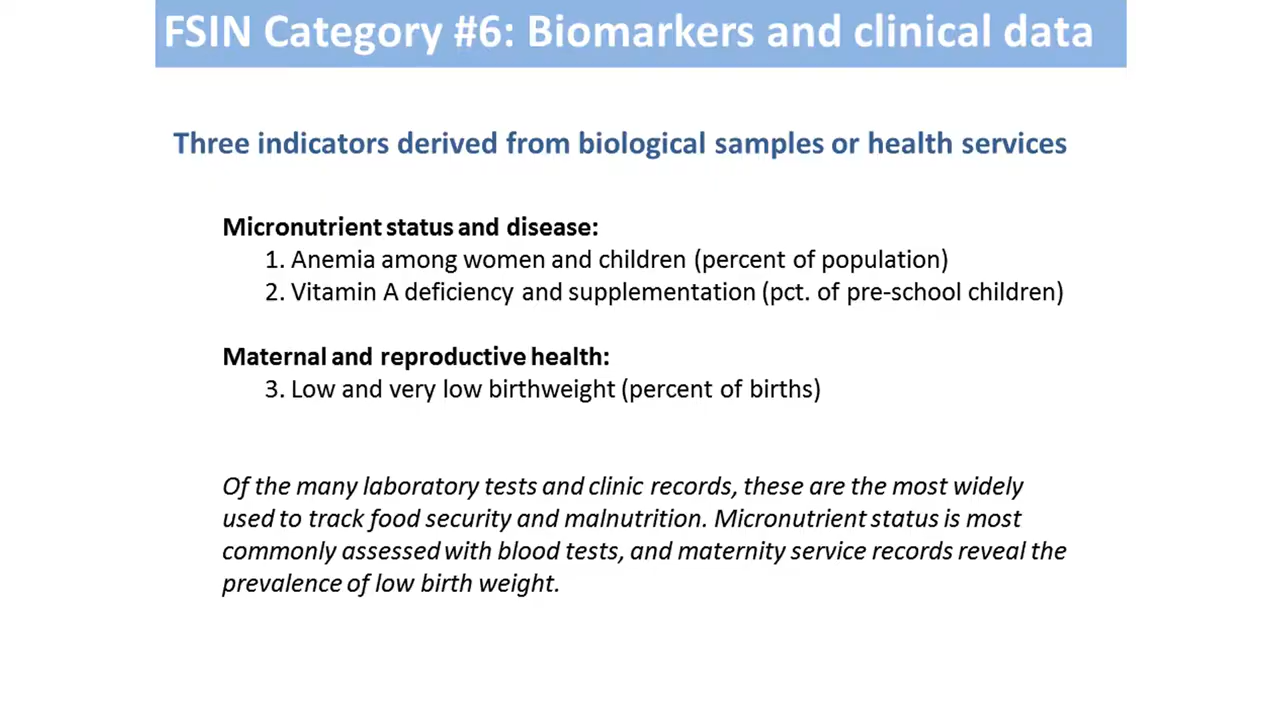 FSIN Category #6: Biomarkers and clinical data
Three indicators derived from biological samples or health services
Micronutrient status and disease:
1. Anemia among women and children (percent of population)
2. Vitamin A deficiency and supplementation (pct. of pre-school children)
Maternal and reproductive health:
3. Low and very low birthweight (percent of births)
Of the many laboratory tests and clinic records, these are the most widely
used to track food security and malnutrition. Micronutrient status is most
commonly assessed with blood tests, and maternity service records reveal the
prevalence of low birth weight.